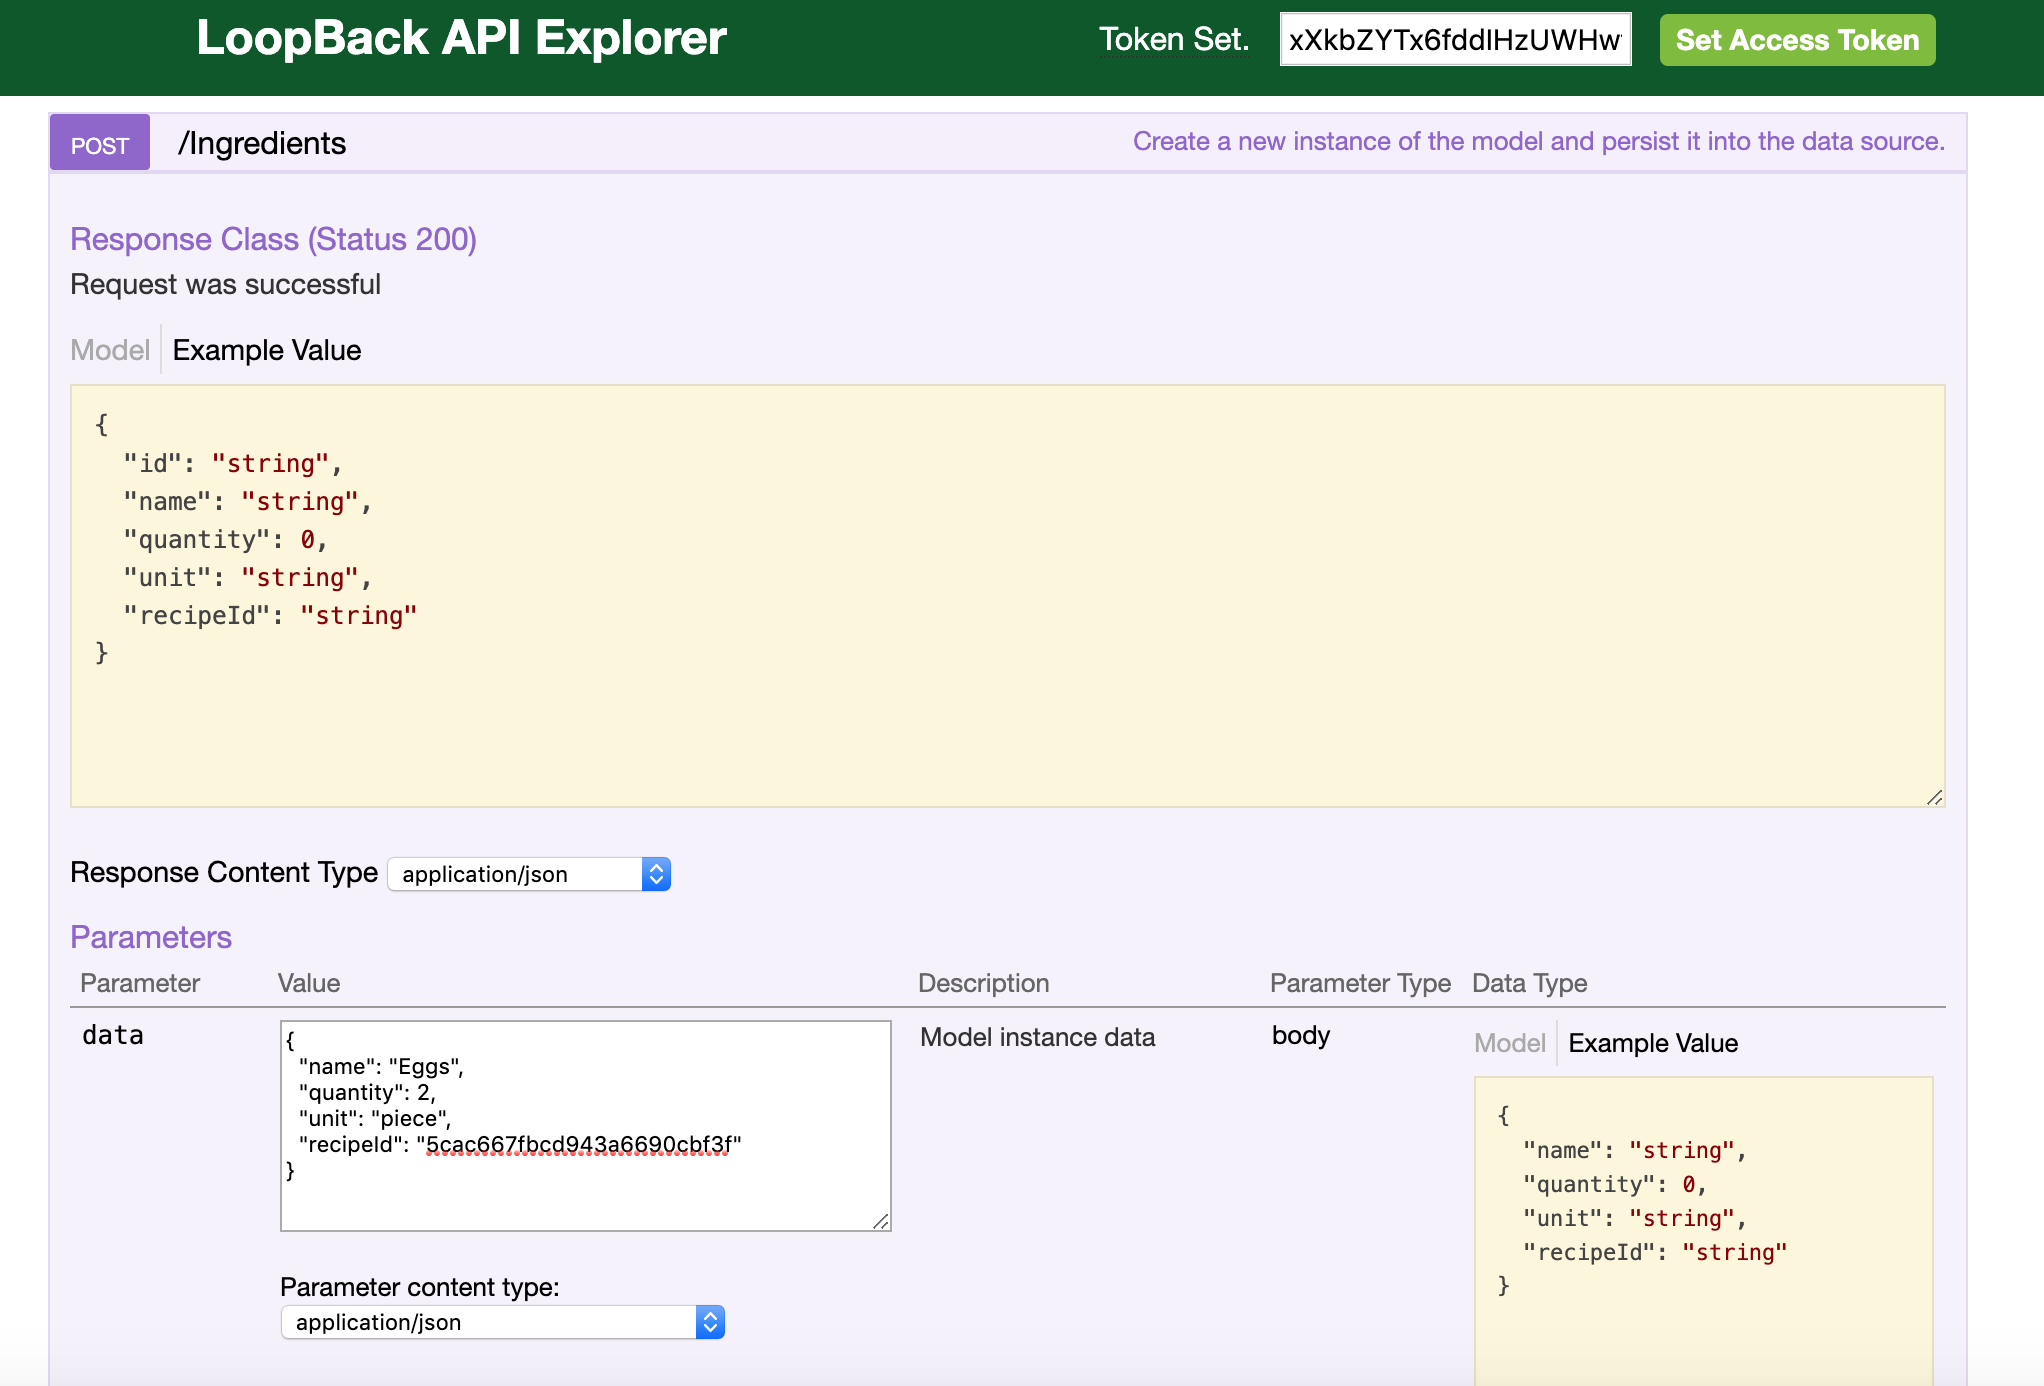 LoopBack API Explorer
Token Set.
xXkbZYTx6fddIHzUWHw
Set Access Token
POST
/Ingredients
Create a new instance of the model and persist it into the data source.
Response Class (Status 200)
Request was successful
Model
Example Value
{
"id": "string",
"name": "string",
"quantity": 0,
"unit": "string",
"recipeId": "string"
}
Response Content Type
application/json
Parameters
Parameter Value Description Parameter Type Data Type
data
{
"name": "Eggs",
"quantity": 2,
"unit": "piece",
"recipeId": "5cac667fbcd943a6690cbf3f"
}
Parameter content type:
application/json
Model instance data
body
Model
Example Value
{
"name": "string",
"quantity": 0,
"unit": "string",
"recipeId": "string"
}